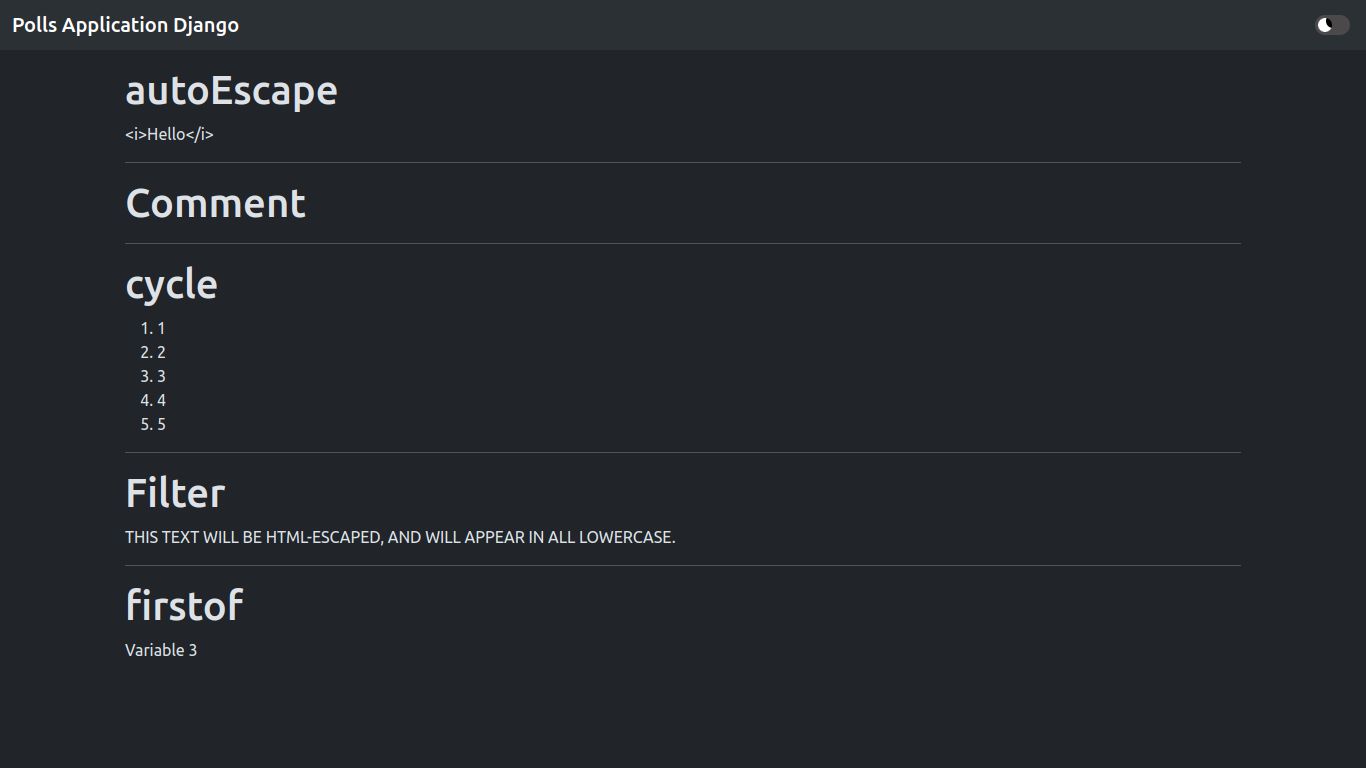 Polls Application Django
autoEscape
<i>Hello</i>
Comment
cycle
1. 1
2. 2
3. 3
4. 4
5. 5
Filter
THIS TEXT WILL BE HTML-ESCAPED, AND WILL APPEAR IN ALL LOWERCASE.
firstof
Variable 3